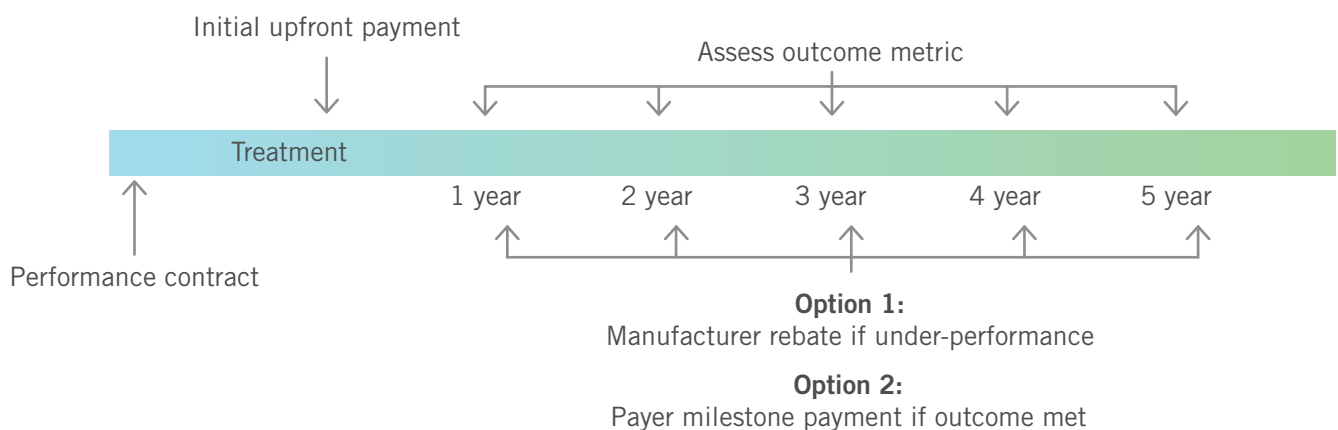 Initial upfront payment
Assess outcome metric
Treatment
1 year
2 year
3 year
4 year
5 year
Performance contract
Option 1:
Manufacturer rebate if under-performance
Option 2:
Payer milestone payment if outcome met